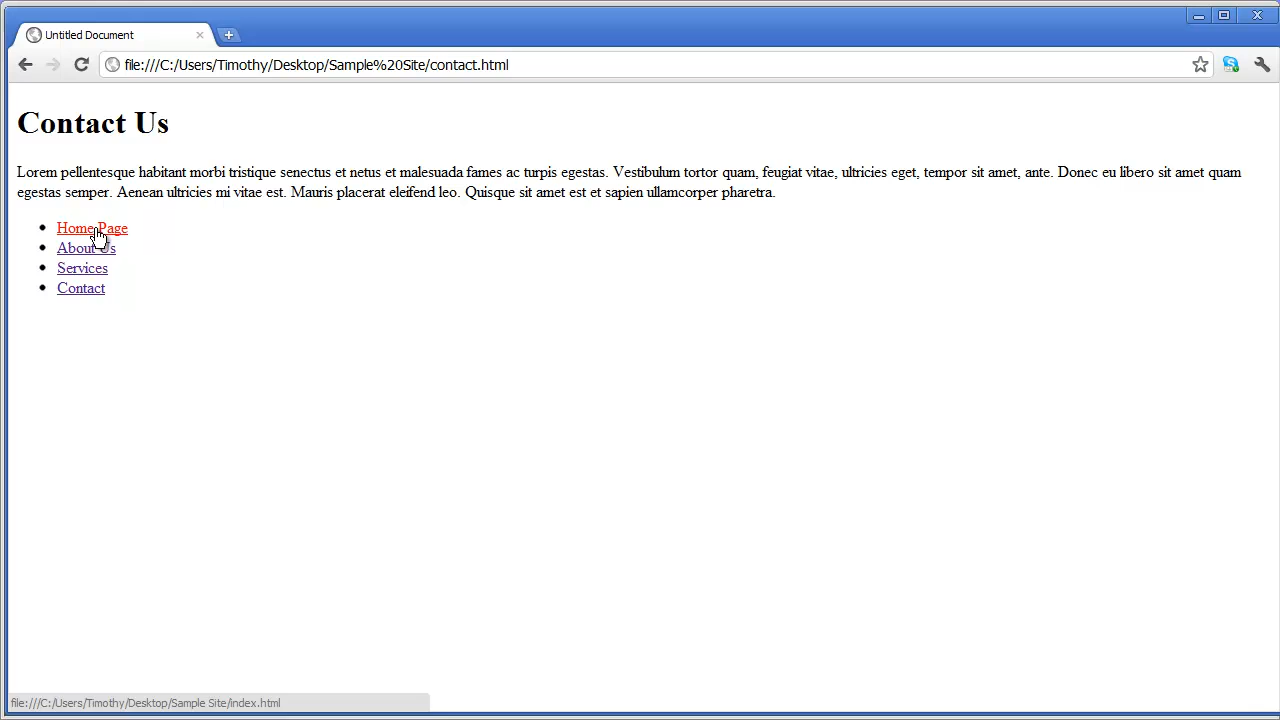 Untitled Document
file:///C:/Users/Timothy/Desktop/Sample%20Site/contact.html
Contact Us
Lorem pellentesque habitant morbi tristique senectus et netus et malesuada fames ac turpis egestas. Vestibulum tortor quam, feugiat vitae, ultricies eget, tempor sit amet, ante. Donec eu libero sit amet quam
egestas semper. Aenean ultricies mi vitae est. Mauris placerat eleifend leo. Quisque sit amet est et sapien ullamcorper pharetra.
Home Page
About Us
Services
Contact
file:///C:/Users/Timothy/Desktop/Sample Site/index.html